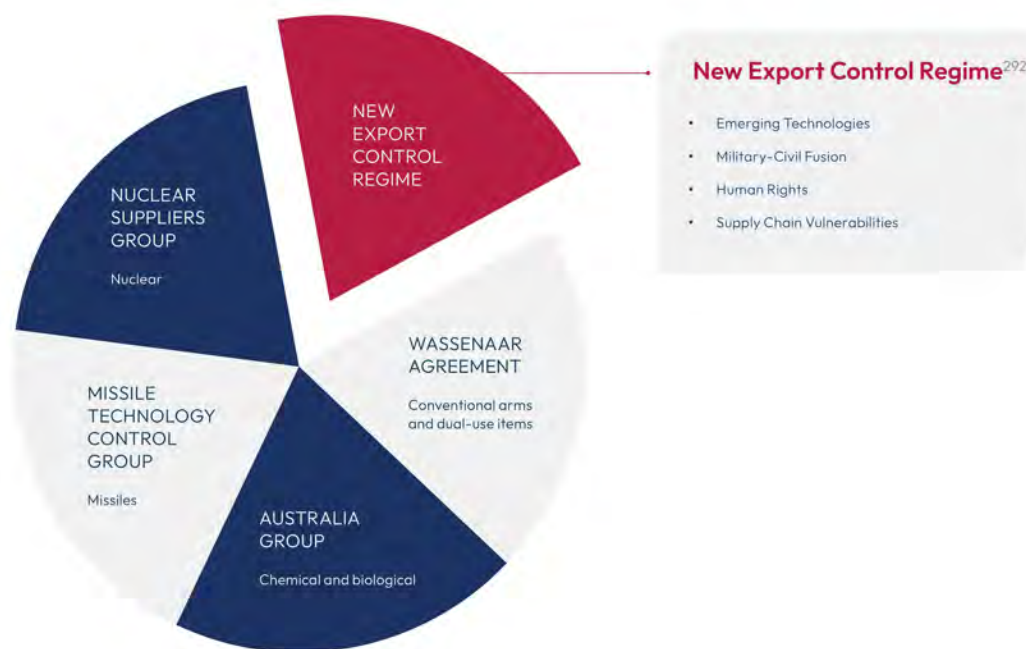 NEW
EXPORT
CONTROL
REGIME
New Export Control Regime292
• Emerging Technologies
• Military-Civil Fusion
• Human Rights
• Supply Chain Vulnerabilities
NUCLEAR
SUPPLIERS
GROUP
Nuclear
WASSENAAR
AGREEMENT
Conventional arms
and dual-use items
MISSILE
TECHNOLOGY
CONTROL
GROUP
Missiles
AUSTRALIA
GROUP
Chemical and biological